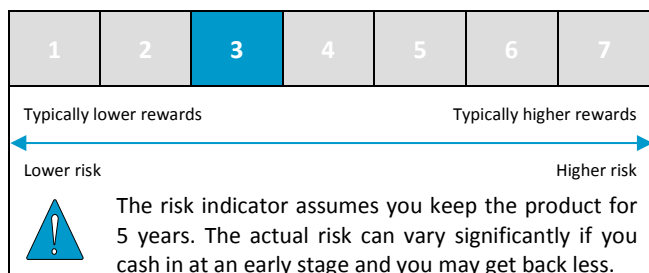 1 2 3 4 5 6 7
Typically lower rewards Typically higher rewards
Lower risk Higher risk
The risk indicator assumes you keep the product for
5 years. The actual risk can vary significantly if you
cash in at an early stage and you may get back less.